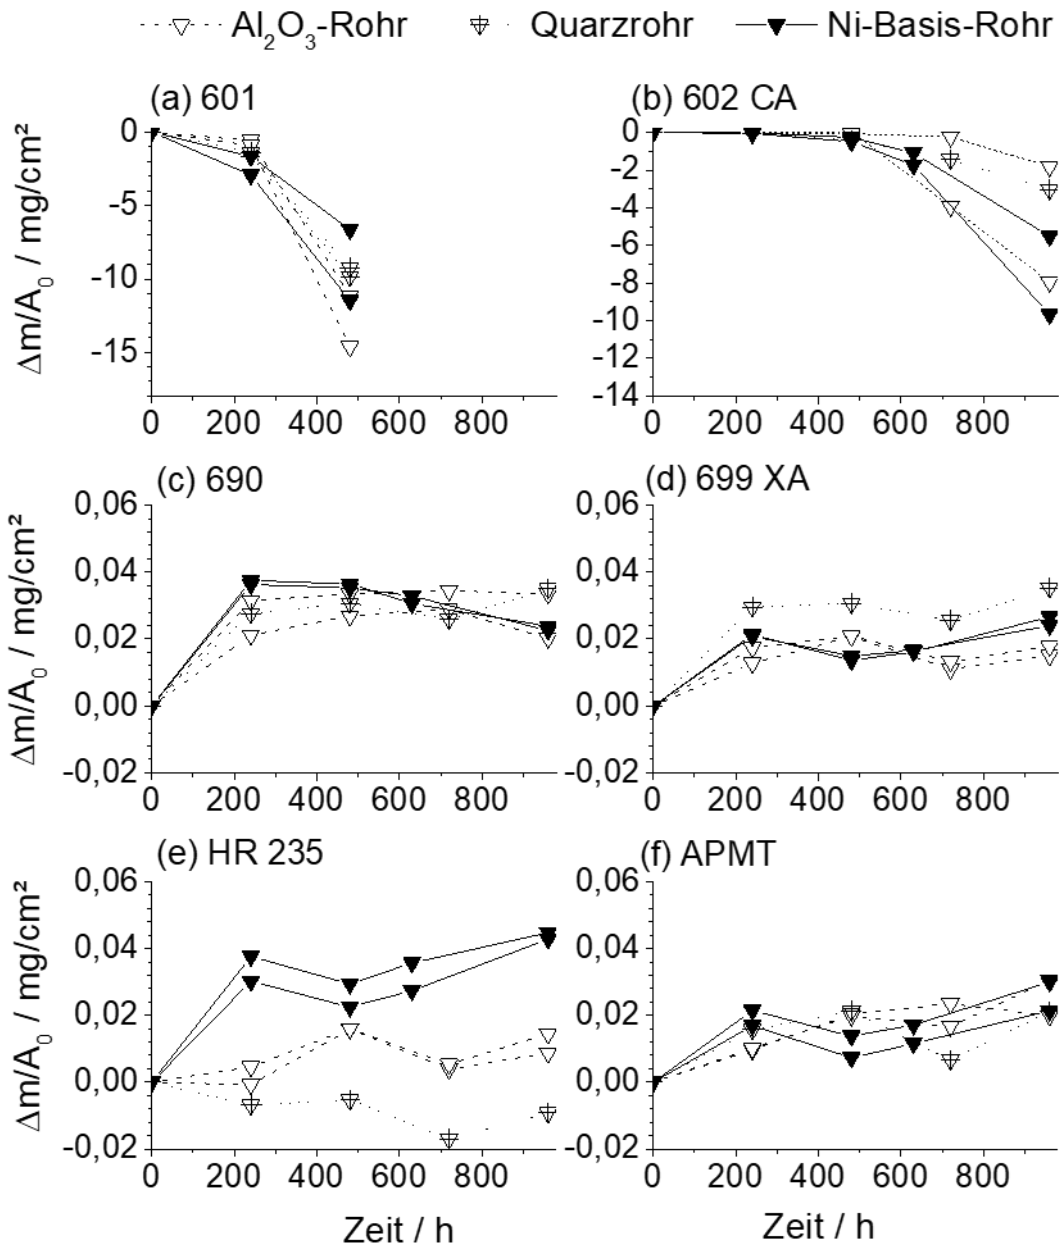 Al₂O₃-Rohr Quarzrohr Ni-Basis-Rohr
(a) 601
0
-5
-10
-15
0 200 400 600 800
Δm/A₀ / mg/cm²
(b) 602 CA
0
-2
-4
-6
-8
-10
-12
-14
0 200 400 600 800
(c) 690
0,06
0,04
0,02
0,00
-0,02
0 200 400 600 800
Δm/A₀ / mg/cm²
(d) 699 XA
0,06
0,04
0,02
0,00
-0,02
0 200 400 600 800
(e) HR 235
0,06
0,04
0,02
0,00
-0,02
0 200 400 600 800
Δm/A₀ / mg/cm²
Zeit / h
(f) APMT
0,06
0,04
0,02
0,00
-0,02
0 200 400 600 800
Zeit / h